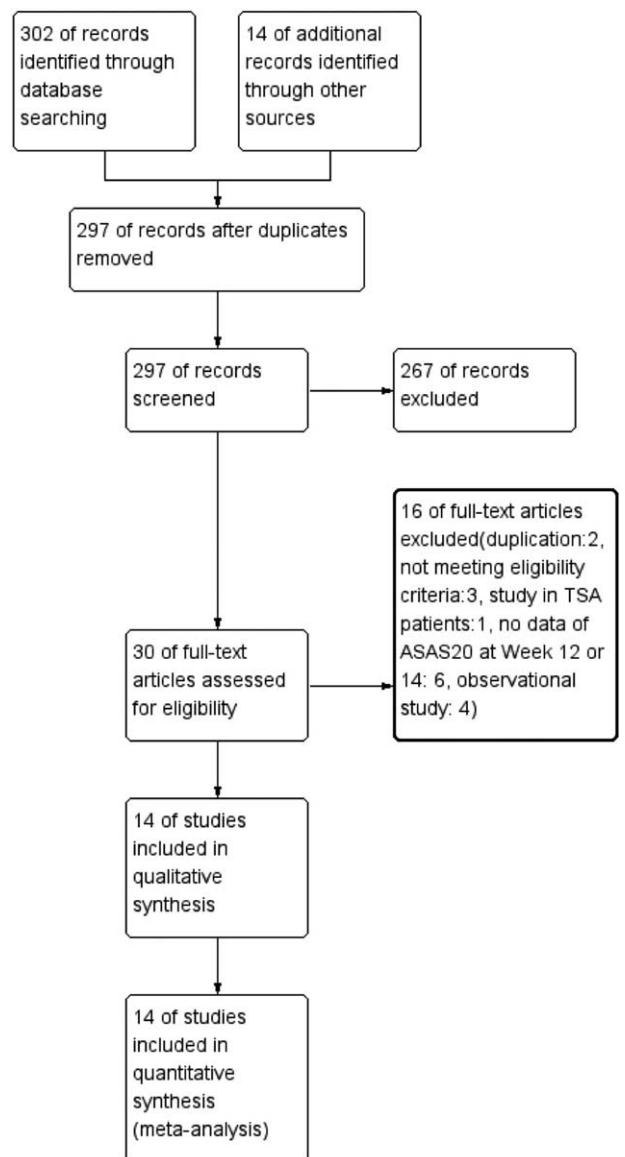 302 of records
identified through
database
searching
14 of additional
records identified
through other
sources
297 of records after duplicates
removed
297 of records
screened
267 of records
excluded
16 of full-text articles
excluded(duplication:2,
not meeting eligibility
criteria:3, study in TSA
patients:1, no data of
ASAS20 at Week 12 or
14: 6, observational
study: 4)
30 of full-text
articles assessed
for eligibility
14 of studies
included in
qualitative
synthesis
14 of studies
included in
quantitative
synthesis
(meta-analysis)